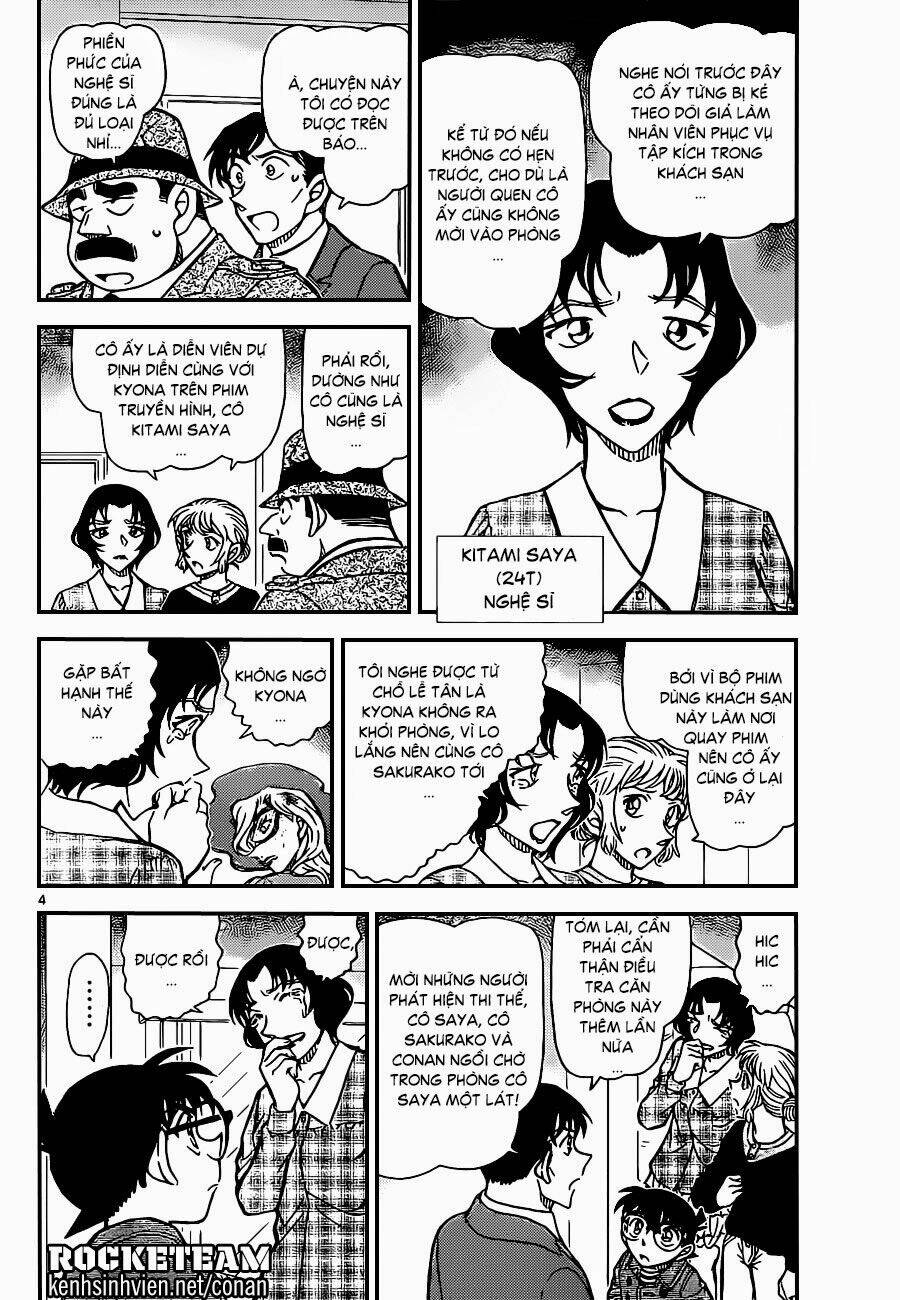 NGHE NÓI TRƯỚC ĐÂY
CÔ ẤY TỪNG BỊ KẺ
THEO DÕI GIẢ LÀM
NHÂN VIÊN PHỤC VỤ
TẬP KÍCH TRONG
KHÁCH SẠN
...
KỂ TỪ ĐÓ NẾU
KHÔNG CÓ HẸN
TRƯỚC, CHO DÙ LÀ
NGƯỜI QUEN CÔ
ẤY CŨNG KHÔNG
MỜI VÀO PHÒNG
...
KITAMI SAYA
(24T)
NGHỆ SĨ
À, CHUYỆN NÀY
TÔI CÓ ĐỌC
ĐƯỢC TRÊN
BÁO...
PHIỀN
PHỨC CỦA
NGHỆ SĨ
ĐÚNG LÀ
ĐỦ LOẠI
NHỈ...
PHẢI RỒI,
DƯỜNG NHƯ
CÔ CŨNG LÀ
NGHỆ SĨ
...
CÔ ẤY LÀ DIỄN VIÊN DỰ
ĐỊNH DIỄN CÙNG VỚI
KYONA TRÊN PHIM
TRUYỀN HÌNH, CÔ
KITAMI SAYA
...
BỞI VÌ BỘ PHIM
DÙNG KHÁCH SẠN
NÀY LÀM NƠI
QUAY PHIM
NÊN CÔ ẤY
CŨNG Ở LẠI
ĐÂY
...
TÔI NGHE ĐƯỢC TỪ
CHỖ LỄ TÂN LÀ
KYONA KHÔNG RA
KHỎI PHÒNG, VÌ LO
LẮNG NÊN CÙNG CÔ
SAKURAKO TỚI
...
KHÔNG NGỜ
KYONA
...
GẶP BẤT
HẠNH THẾ
NÀY
...
4
HIC
HIC
...
TÓM LẠI, CẦN
PHẢI CẨN
THẬN ĐIỀU
TRA CĂN
PHÒNG NÀY
THÊM LẦN
NỮA
...
MỜI NHỮNG NGƯỜI
PHÁT HIỆN THI THỂ,
CÔ SAYA, CÔ
SAKURAKO VÀ
CONAN NGỒI CHỜ
TRONG PHÒNG CÔ
SAYA MỘT LÁT!
ĐƯỢC,
ĐƯỢC RỒI
...
......
ROCKETEAM
kenhsinhvien.net/conan